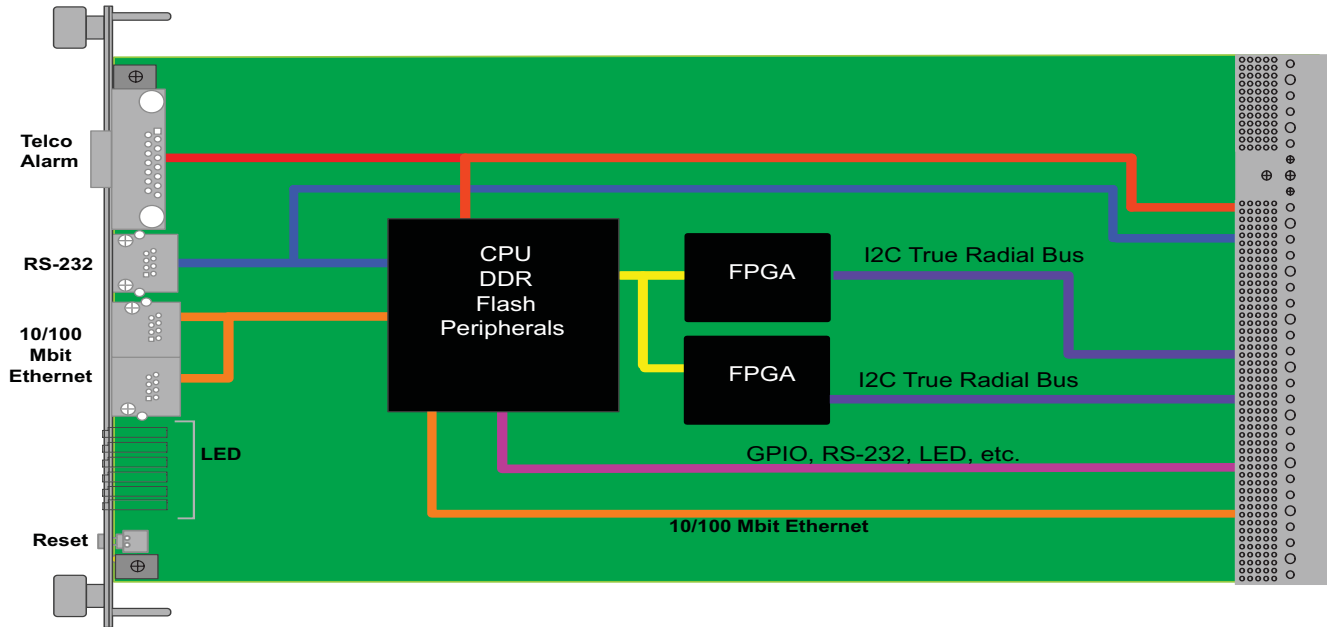 Telco
Alarm
RS-232
10/100
Mbit
Ethernet
LED
Reset
CPU
DDR
Flash
Peripherals
FPGA
FPGA
I2C True Radial Bus
I2C True Radial Bus
GPIO, RS-232, LED, etc.
10/100 Mbit Ethernet